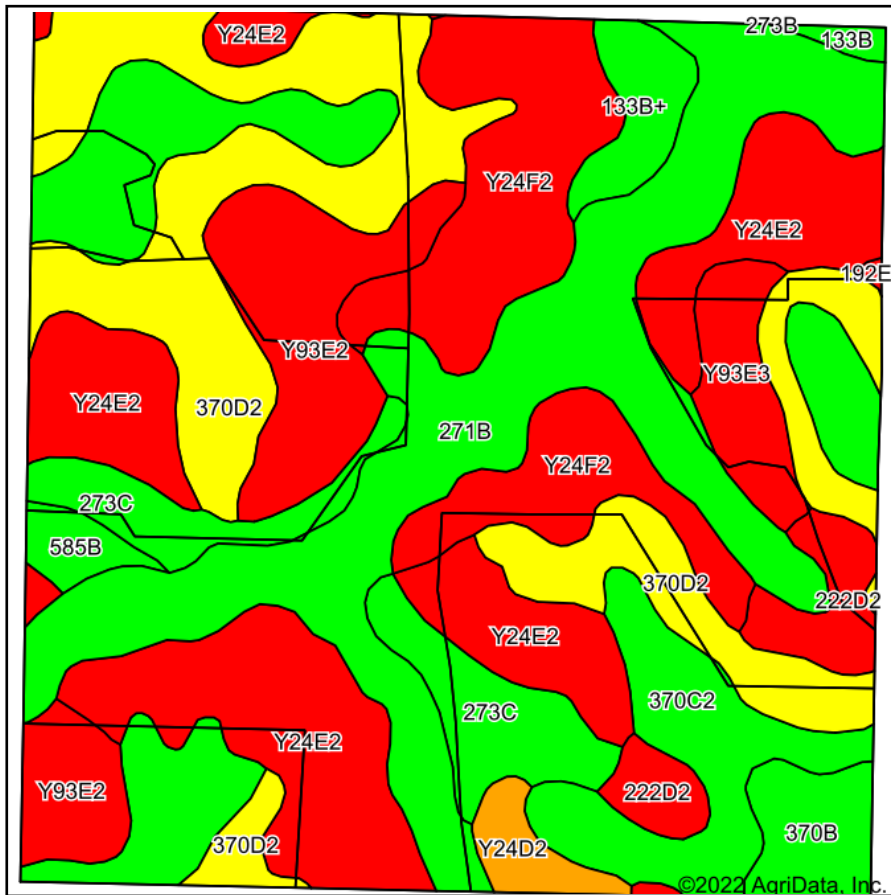 Y24E2
273B
133B
133B+
Y24F2
Y24E2
192E
Y93E2
Y93E3
Y24E2
370D2
271B
Y24F2
273C
585B
370D2
222D2
Y24E2
370C2
273C
Y24E2
Y93E2
222D2
370D2
Y24D2
370B
©2022 AgriData, Inc.